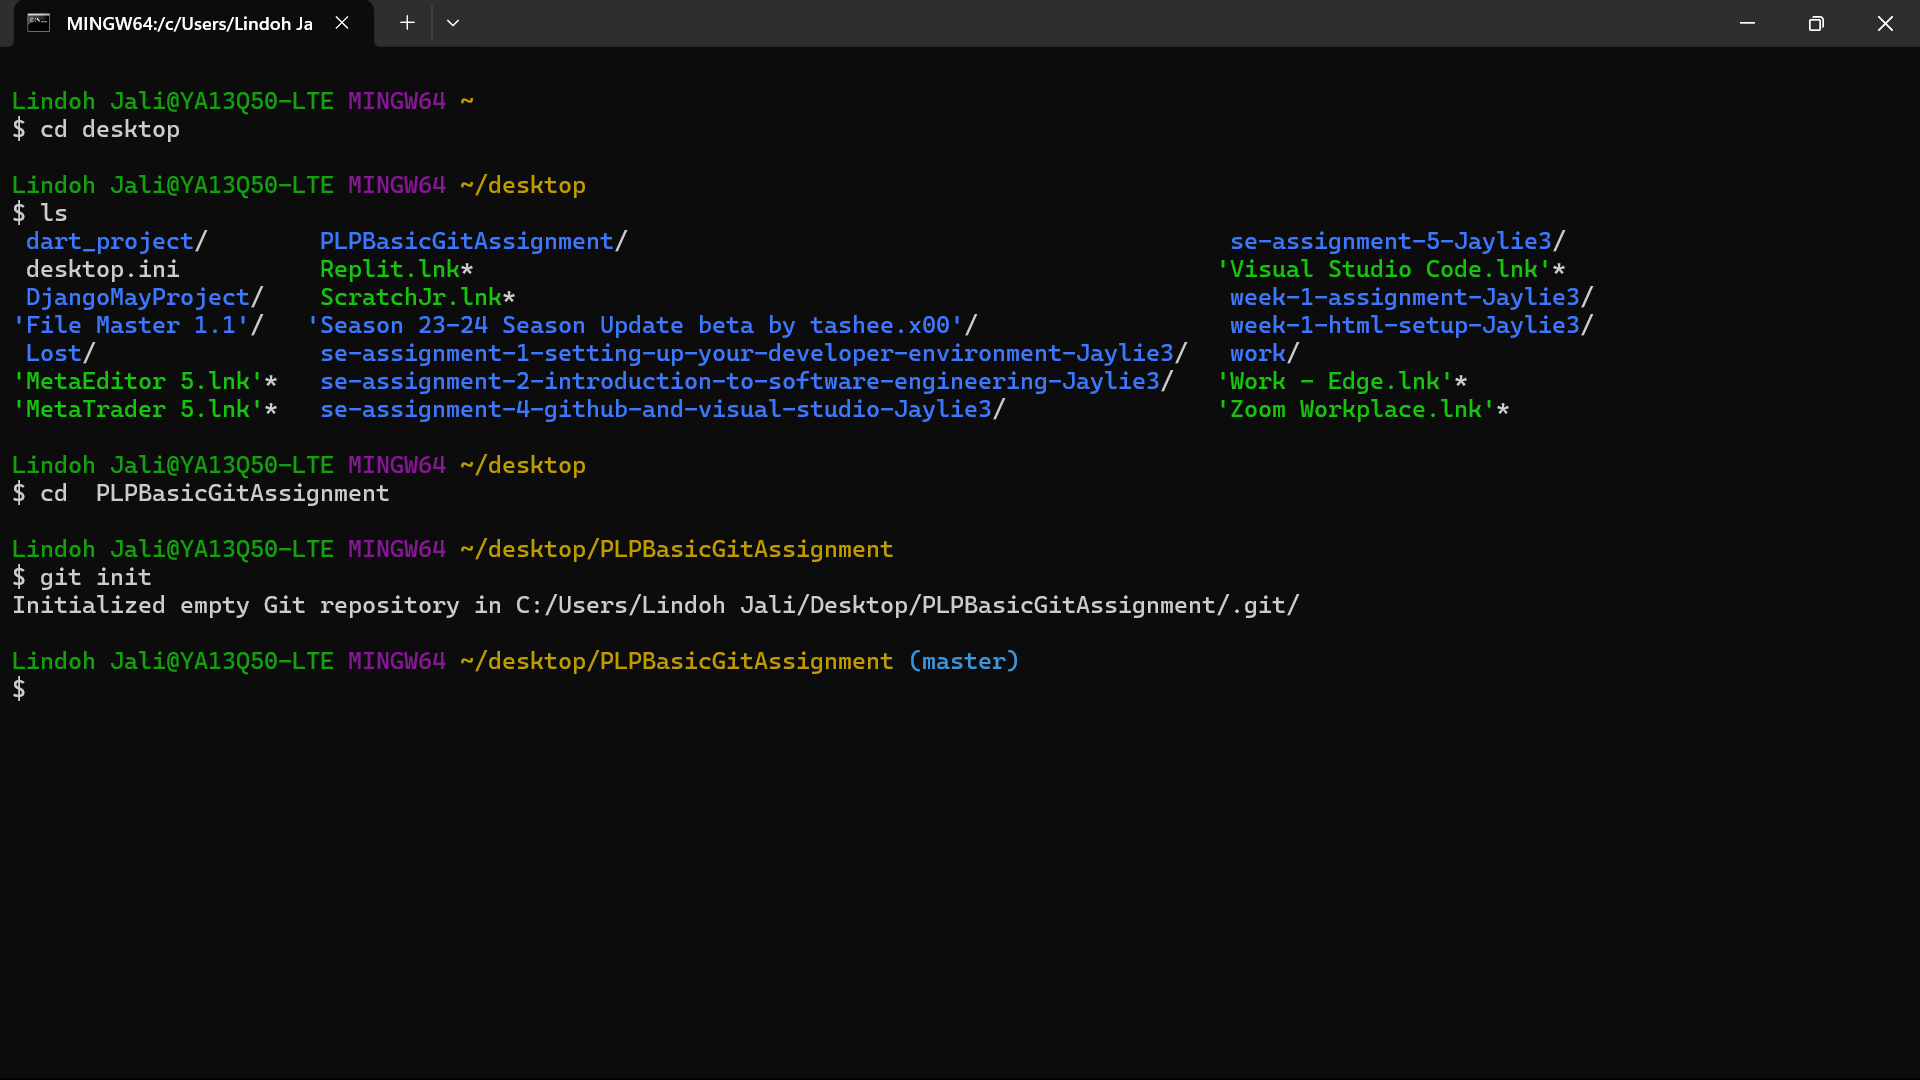 MINGW64:/c/Users/Lindoh Ja
Lindoh Jali@YA13Q50-LTE MINGW64 ~
$ cd desktop
Lindoh Jali@YA13Q50-LTE MINGW64 ~/desktop
$ ls
dart_project/ PLPBasicGitAssignment/ se-assignment-5-Jaylie3/
desktop.ini Replit.lnk* 'Visual Studio Code.lnk'*
DjangoMayProject/ ScratchJr.lnk* week-1-assignment-Jaylie3/
'File Master 1.1'/ 'Season 23-24 Season Update beta by tashee.x00'/ week-1-html-setup-Jaylie3/
Lost/ se-assignment-1-setting-up-your-developer-environment-Jaylie3/ work/
'MetaEditor 5.lnk'* se-assignment-2-introduction-to-software-engineering-Jaylie3/ 'Work - Edge.lnk'*
'MetaTrader 5.lnk'* se-assignment-4-github-and-visual-studio-Jaylie3/ 'Zoom Workplace.lnk'*
Lindoh Jali@YA13Q50-LTE MINGW64 ~/desktop
$ cd  PLPBasicGitAssignment
Lindoh Jali@YA13Q50-LTE MINGW64 ~/desktop/PLPBasicGitAssignment
$ git init
Initialized empty Git repository in C:/Users/Lindoh Jali/Desktop/PLPBasicGitAssignment/.git/
Lindoh Jali@YA13Q50-LTE MINGW64 ~/desktop/PLPBasicGitAssignment (master)
$